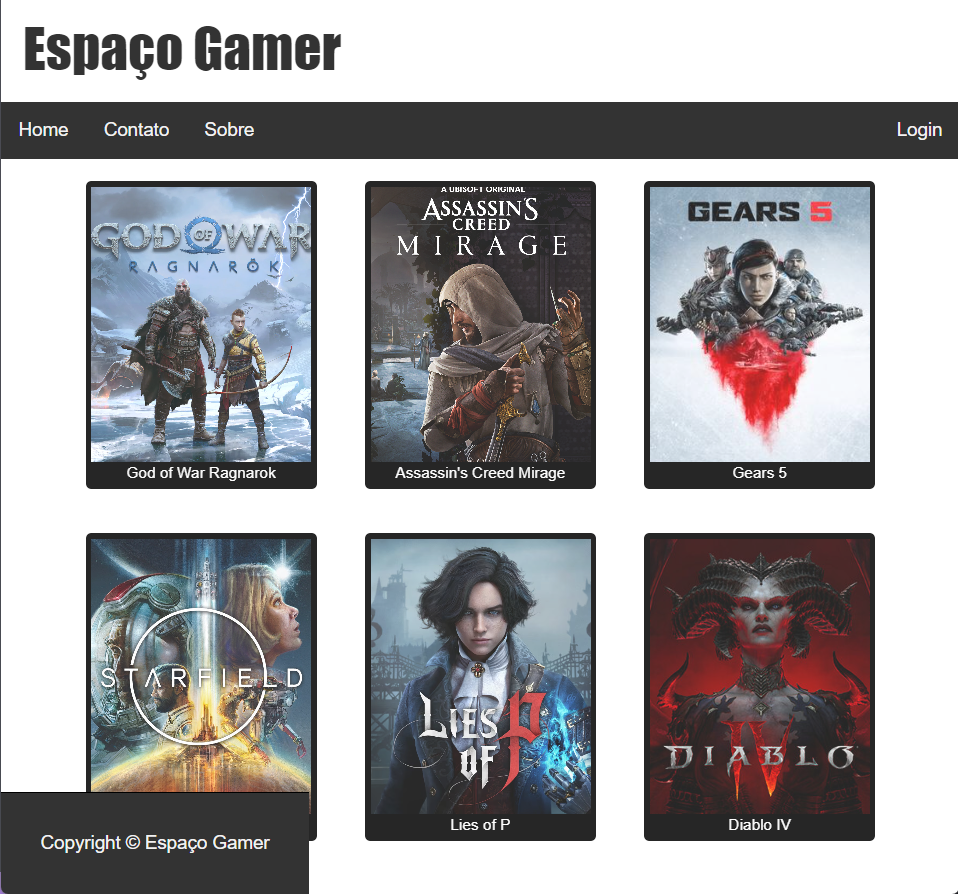 Espaço Gamer
Home Contato Sobre Login
GOD OF WAR
RAGNARÖK
God of War Ragnarok
A UBISOFT ORIGINAL
ASSASSIN'S
CREED
MIRAGE
Assassin's Creed Mirage
GEARS 5
Gears 5
STARFIELD
LIES
OF P
Lies of P
DIABLO
IV
Diablo IV
Copyright © Espaço Gamer